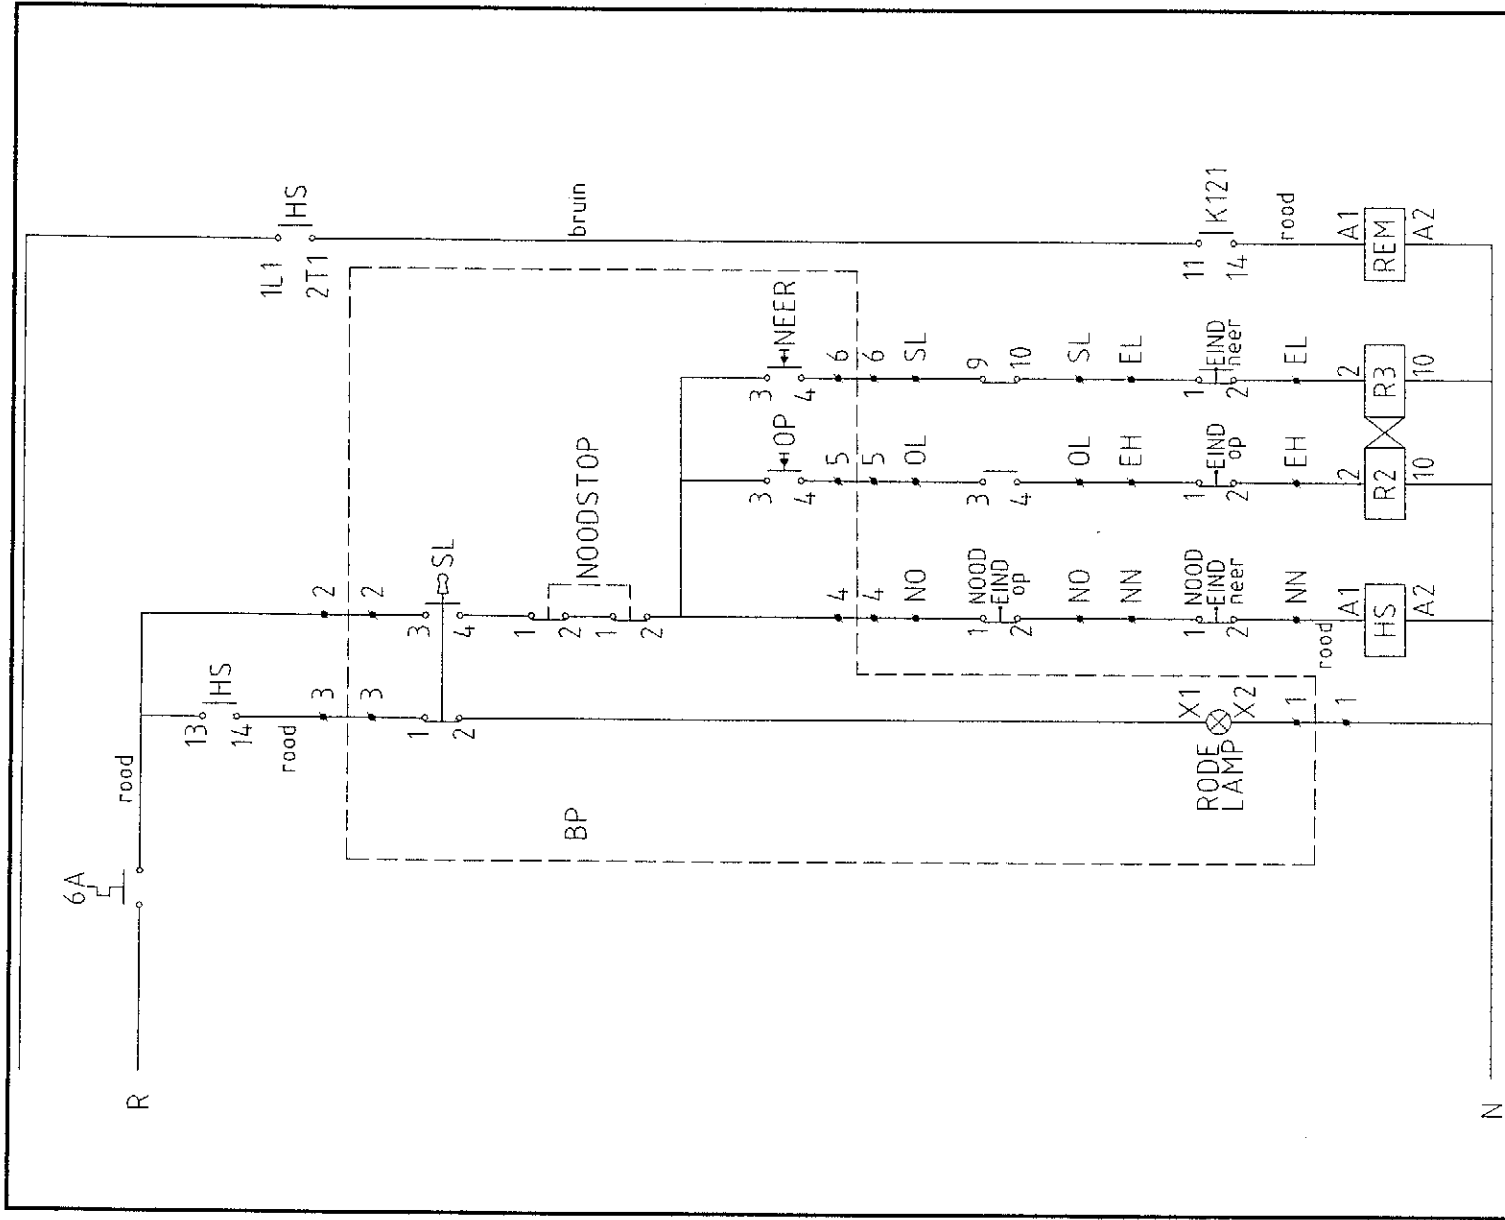 R
6A
rood
13
14
HS
rood
3
3
1
2
2
2
3
4
SL
1
2
1
2
NOODSTOP
BP
1L1
2T1
HS
bruin
3
4
OP
3
4
NEER
4
4
NO
1
2
NOOD
EIND
op
NO
NN
1
2
NOOD
EIND
neer
NN
rood
A1
HS
A2
5
5
OL
3
4
OL
EH
1
2
EIND
op
EH
2
R2
10
6
6
SL
9
10
SL
EL
1
2
EIND
neer
EL
2
R3
10
11
14
K121
rood
A1
REM
A2
RODE
LAMP
X1
X2
1
1
N